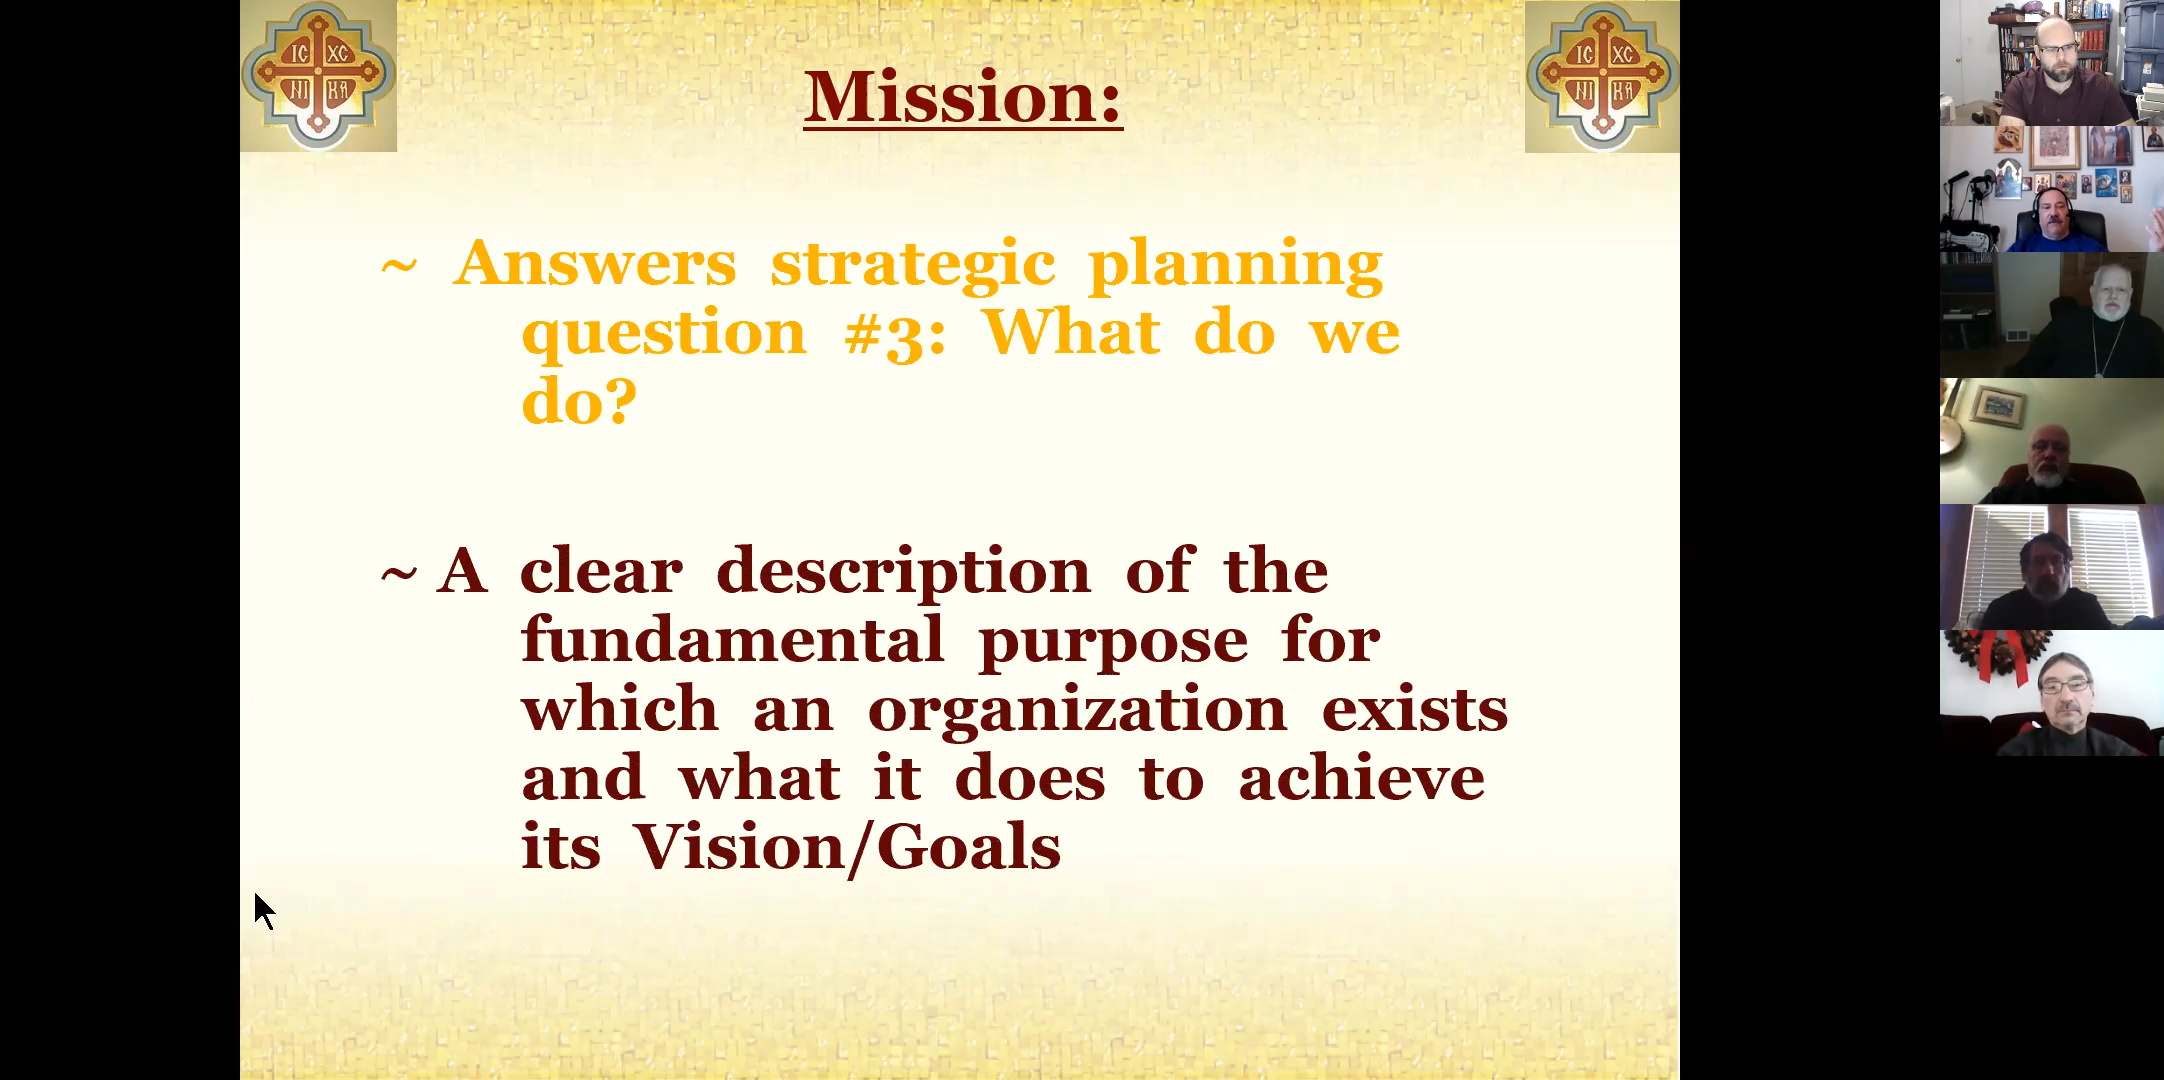 IC XC
NI KA
IC XC
NI KA
Mission:
~ Answers strategic planning
question #3: What do we
do?
~ A clear description of the
fundamental purpose for
which an organization exists
and what it does to achieve
its Vision/Goals